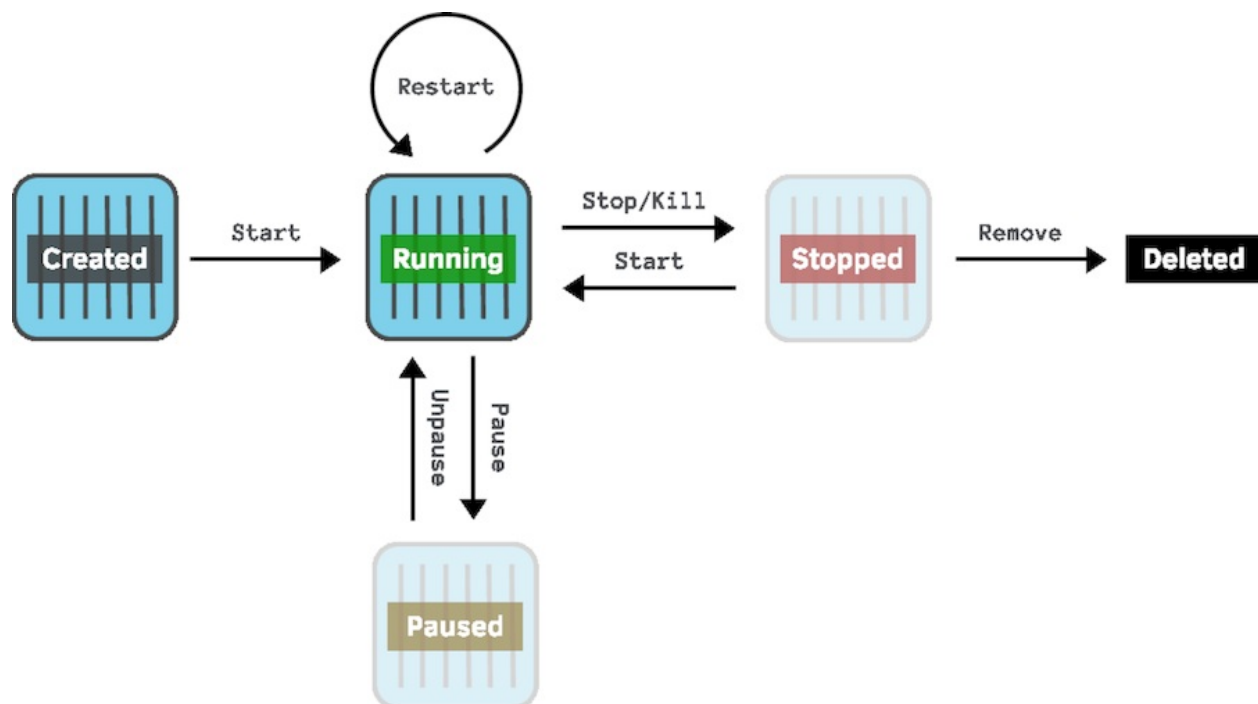 Restart
Created
Start
Running
Stop/Kill
Start
Stopped
Remove
Deleted
Unpause
Pause
Paused